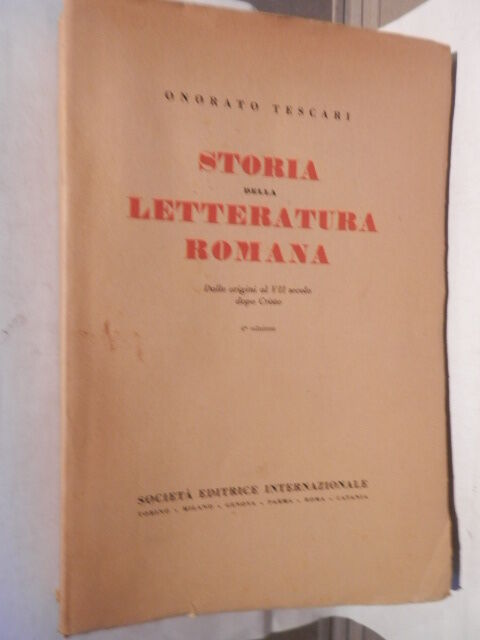 ONORATO TESCARI
STORIA
DELLA
LETTERATURA
ROMANA
Dalle origini al VII secolo
dopo Cristo
edizione
SOCIETÀ EDITRICE INTERNAZIONALE
TORINO - MILANO - GENOVA - PARMA - ROMA - CATANIA